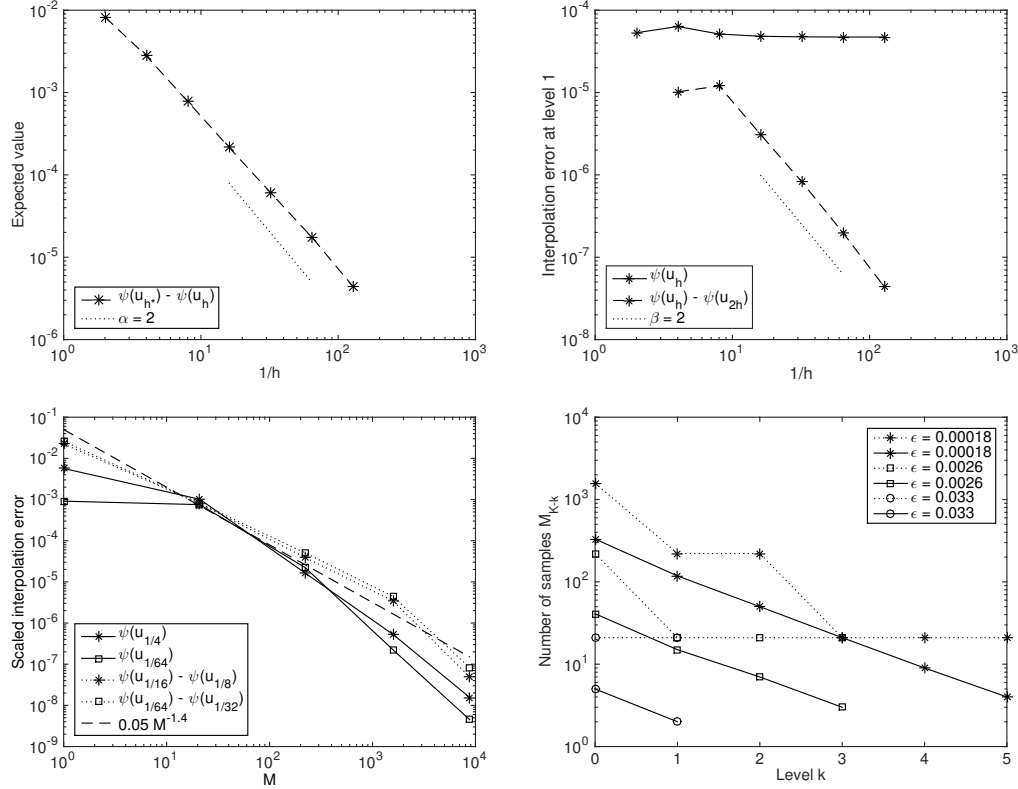 10^-2
10^-3
10^-4
10^-5
10^-6
Expected value
ψ(u_h*) - ψ(u_h)
α = 2
10^0
10^1
10^2
10^3
1/h
10^-4
10^-5
10^-6
10^-7
10^-8
Interpolation error at level 1
ψ(u_h)
ψ(u_h) - ψ(u_2h)
β = 2
10^0
10^1
10^2
10^3
1/h
10^-1
10^-2
10^-3
10^-4
10^-5
10^-6
10^-7
10^-8
10^-9
Scaled interpolation error
ψ(u_1/4)
ψ(u_1/64)
ψ(u_1/16) - ψ(u_1/8)
ψ(u_1/64) - ψ(u_1/32)
0.05 M^-1.4
10^0
10^1
10^2
10^3
10^4
M
10^4
10^3
10^2
10^1
10^0
Number of samples M_K-k
ϵ = 0.00018
ϵ = 0.00018
ϵ = 0.0026
ϵ = 0.0026
ϵ = 0.033
ϵ = 0.033
0
1
2
3
4
5
Level k